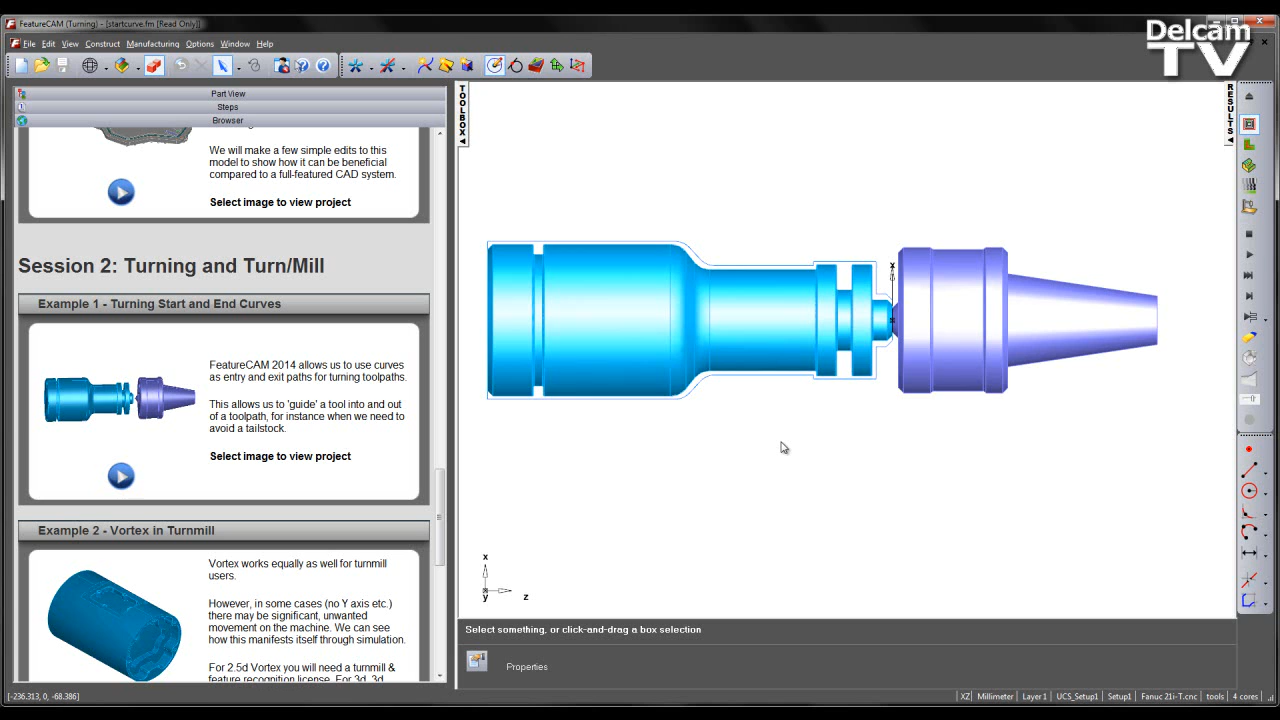 FeatureCAM (Turning) - [startcurve.fm [Read Only]]
Delcam
TV
File Edit View Construct Manufacturing Options Window Help
Part View
Steps
Browser
TOOLBOX
RESULTS
We will make a few simple edits to this
model to show how it can be beneficial
compared to a full-featured CAD system.
Select image to view project
Session 2: Turning and Turn/Mill
Example 1 - Turning Start and End Curves
FeatureCAM 2014 allows us to use curves
as entry and exit paths for turning toolpaths.
This allows us to 'guide' a tool into and out
of a toolpath, for instance when we need to
avoid a tailstock.
Select image to view project
Example 2 - Vortex in Turnmill
Vortex works equally as well for turnmill
users.
However, in some cases (no Y axis etc.)
there may be significant, unwanted
movement on the machine. We can see
how this manifests itself through simulation.
For 2.5d Vortex you will need a turnmill &
feature recognition license. For 3d, 3d
x
x
y
z
Select something, or click-and-drag a box selection
Properties
[-236.313, 0, -68.386]
XZ Millimeter Layer1 UCS_Setup1 Setup1 Fanuc 21i-T.cnc tools 4 cores